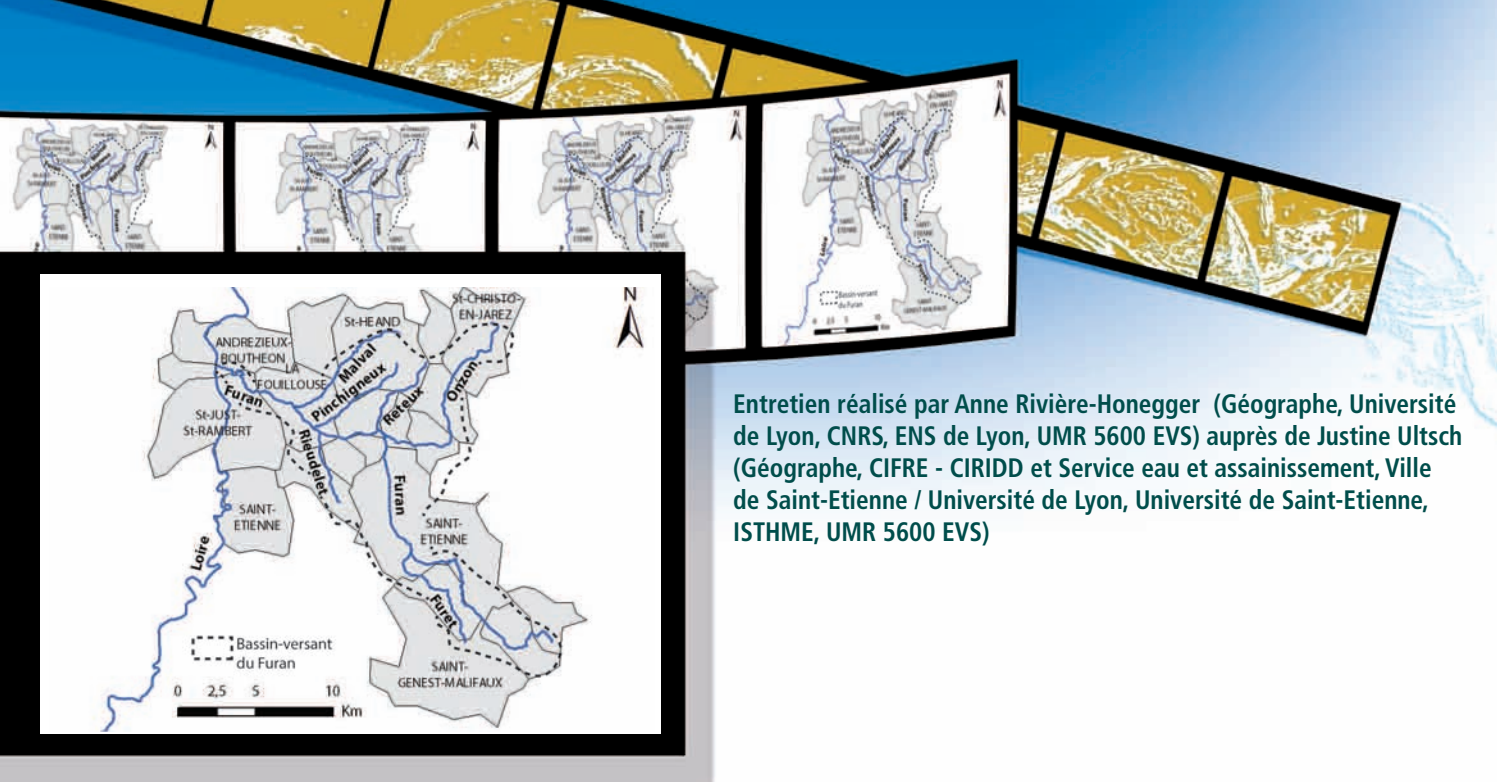 N
St-CHRISTO-
EN-JAREZ
St-HEAND
ANDREZIEUX-
BOUTHEON
LA
FOUILLOUSE
Malval
Pinchigneux
Furan
Reteux
Onzon
St-JUST-
St-RAMBERT
Rieudelet
Furan
SAINT-
ETIENNE
SAINT-
ETIENNE
Loire
Furet
Bassin-versant
du Furan
SAINT-
GENEST-MALIFAUX
0 2,5 5 10
Km
Entretien réalisé par Anne Rivière-Honegger (Géographe, Université
de Lyon, CNRS, ENS de Lyon, UMR 5600 EVS) auprès de Justine Ultsch
(Géographe, CIFRE - CIRIDD et Service eau et assainissement, Ville
de Saint-Etienne / Université de Lyon, Université de Saint-Etienne,
ISTHME, UMR 5600 EVS)